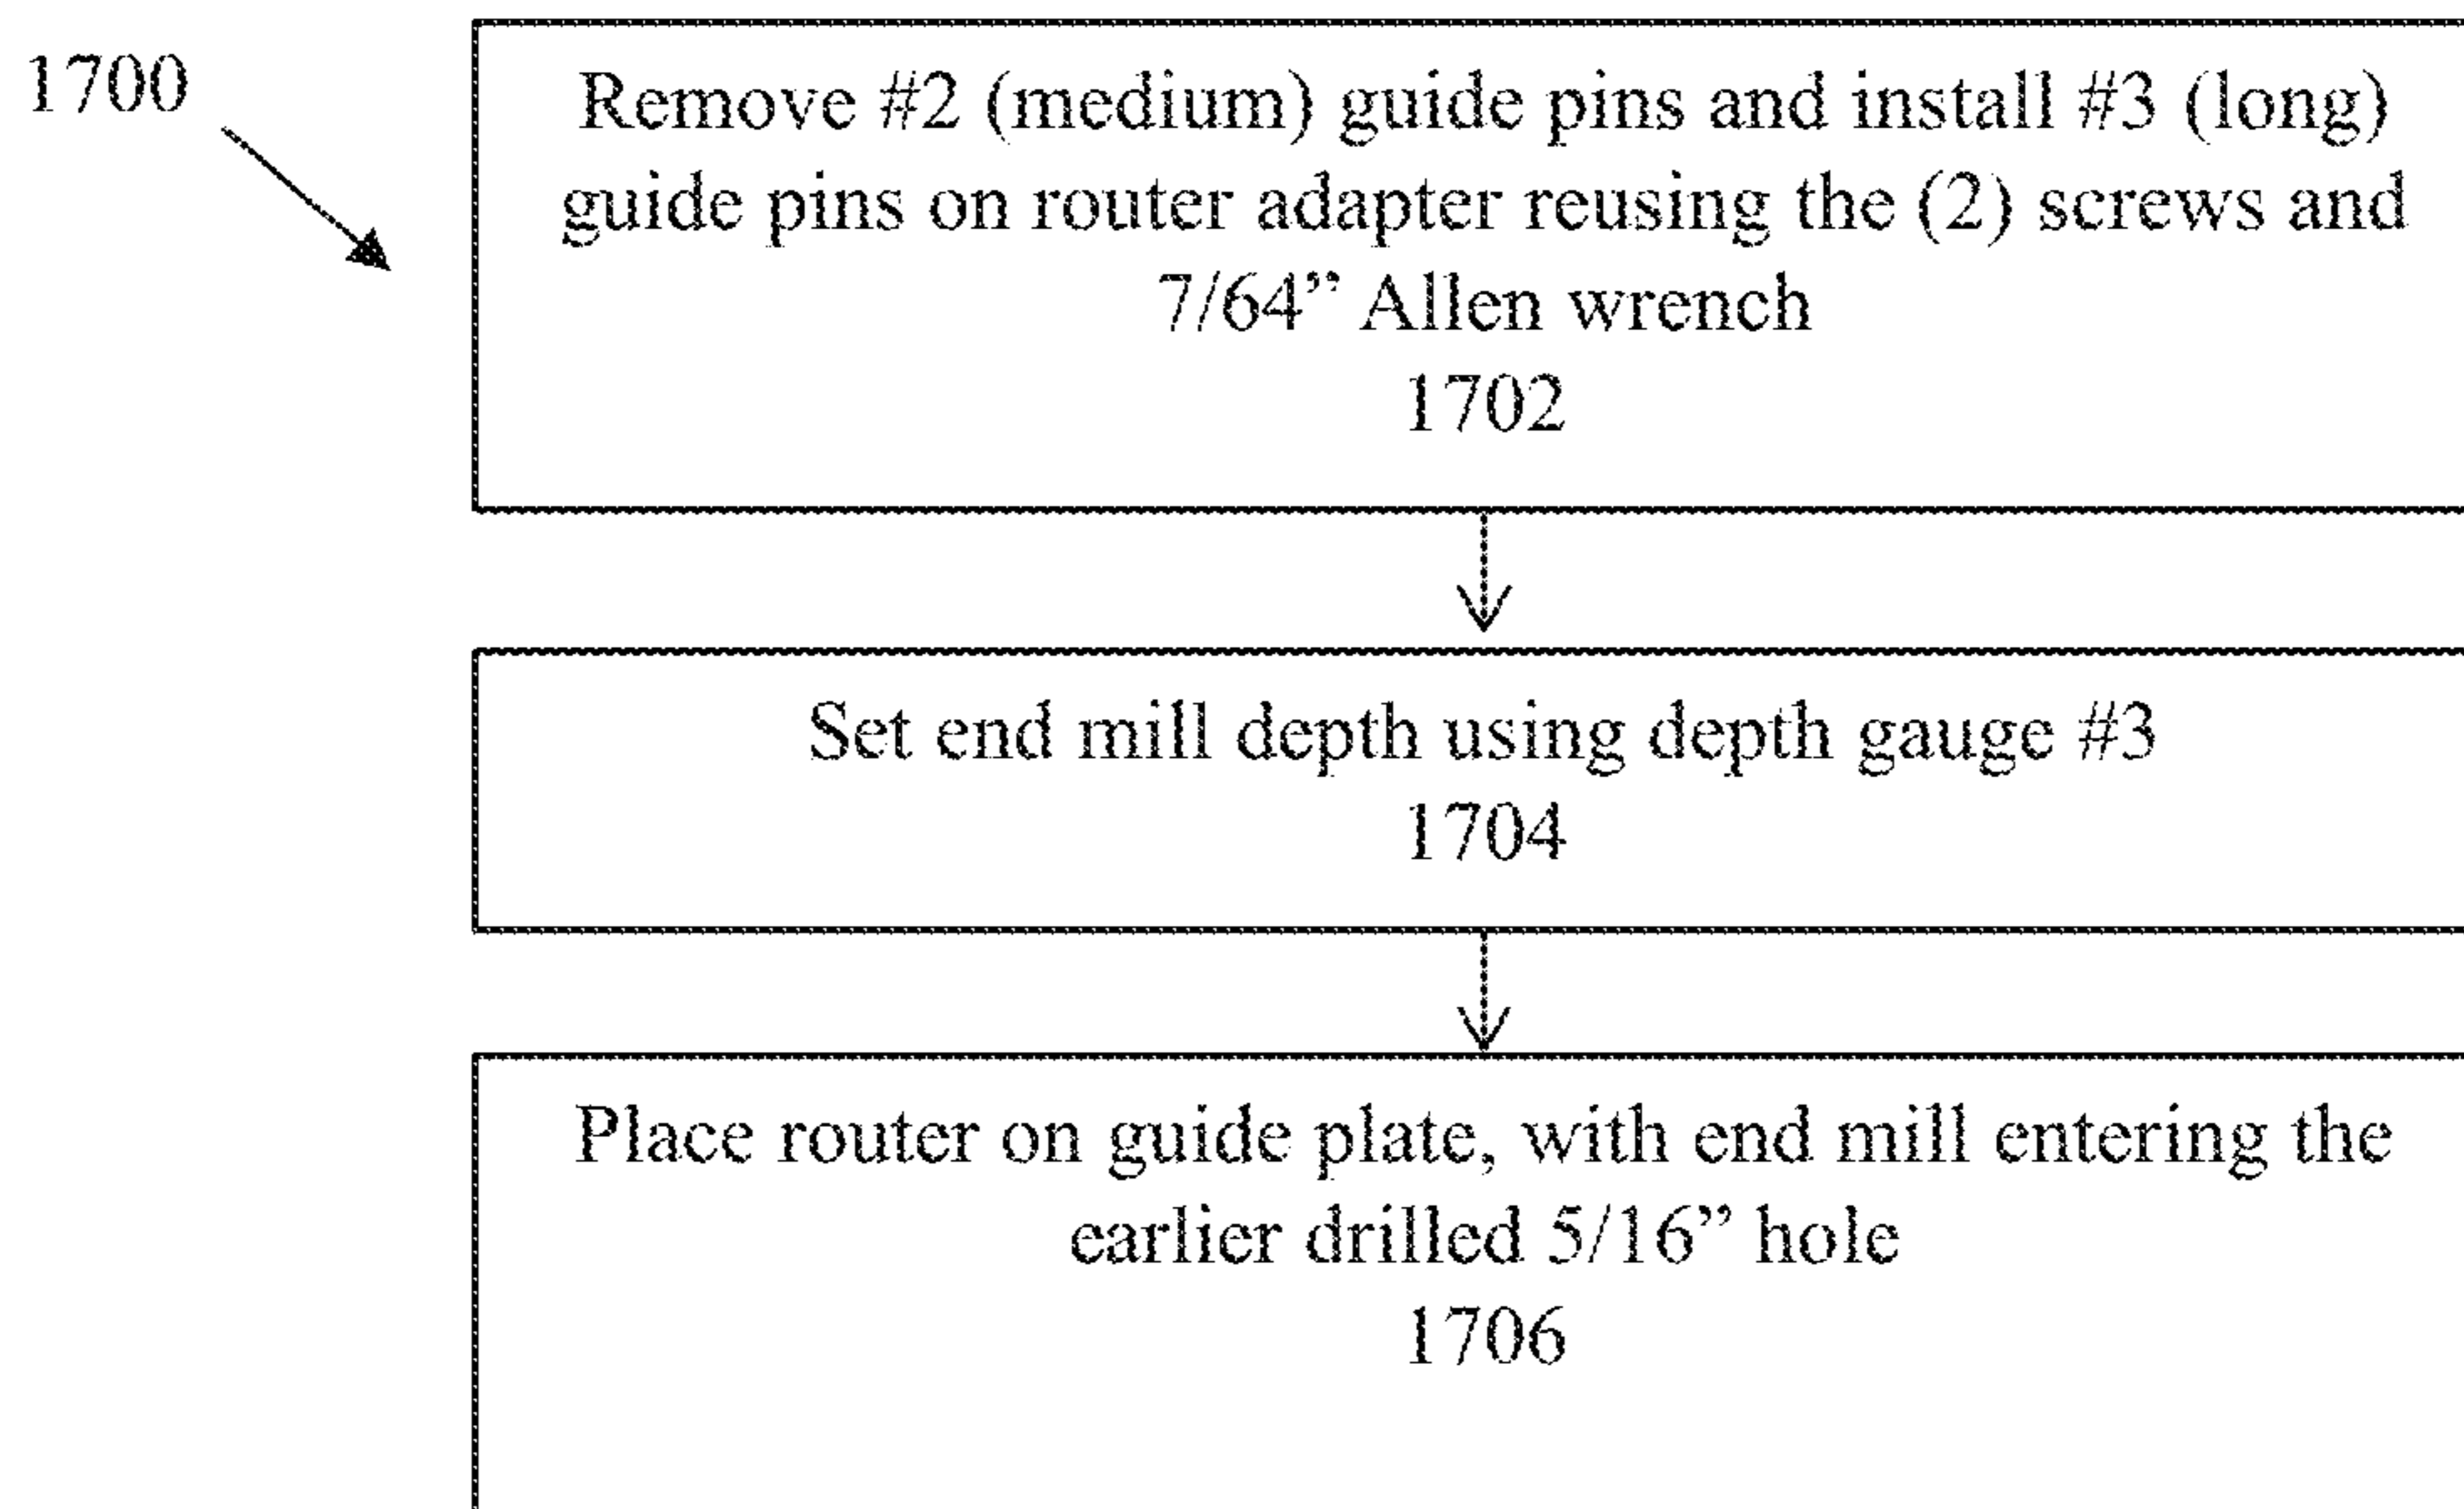 1700
Remove #2 (medium) guide pins and install #3 (long)
guide pins on router adapter reusing the (2) screws and
7/64” Allen wrench
1702
Set end mill depth using depth gauge #3
1704
Place router on guide plate, with end mill entering the
earlier drilled 5/16” hole
1706